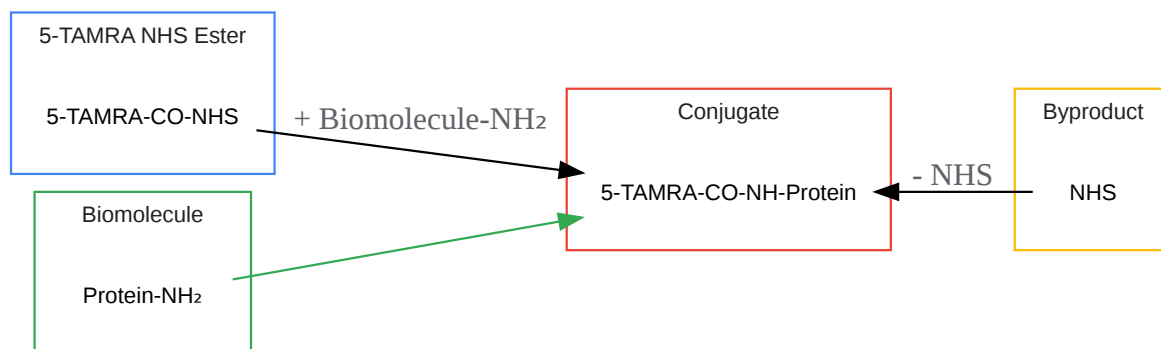 5-TAMRA NHS Ester
5-TAMRA-CO-NHS
+ Biomolecule-NH₂
Biomolecule
Protein-NH₂
Conjugate
5-TAMRA-CO-NH-Protein
- NHS
Byproduct
NHS